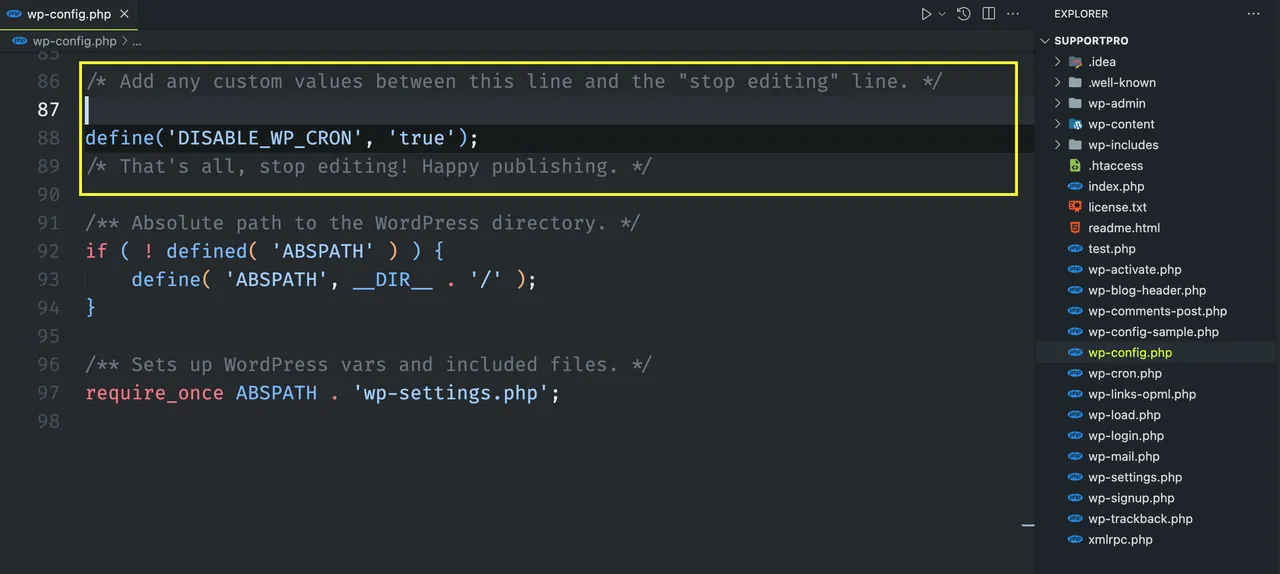 wp-config.php
wp-config.php > ...
85
86 /* Add any custom values between this line and the "stop editing" line. */
87
88 define('DISABLE_WP_CRON', 'true');
89 /* That's all, stop editing! Happy publishing. */
90
91 /** Absolute path to the WordPress directory. */
92 if ( ! defined( 'ABSPATH' ) ) {
93     define( 'ABSPATH', __DIR__ . '/' );
94 }
95
96 /** Sets up WordPress vars and included files. */
97 require_once ABSPATH . 'wp-settings.php';
98
EXPLORER
SUPPORTPRO
.idea
.well-known
wp-admin
wp-content
wp-includes
.htaccess
index.php
license.txt
readme.html
test.php
wp-activate.php
wp-blog-header.php
wp-comments-post.php
wp-config-sample.php
wp-config.php
wp-cron.php
wp-links-opml.php
wp-load.php
wp-login.php
wp-mail.php
wp-settings.php
wp-signup.php
wp-trackback.php
xmlrpc.php